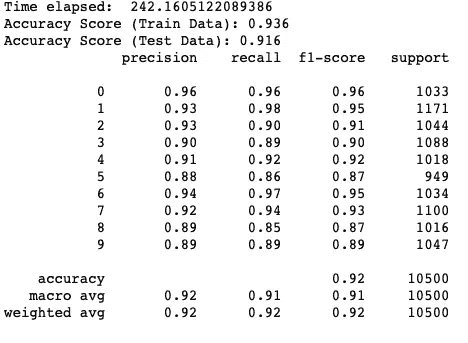 Time elapsed:  242.1605122089386
Accuracy Score (Train Data): 0.936
Accuracy Score (Test Data): 0.916
              precision    recall  f1-score   support

           0       0.96      0.96      0.96      1033
           1       0.93      0.98      0.95      1171
           2       0.93      0.90      0.91      1044
           3       0.90      0.89      0.90      1088
           4       0.91      0.92      0.92      1018
           5       0.88      0.86      0.87       949
           6       0.94      0.97      0.95      1034
           7       0.92      0.94      0.93      1100
           8       0.89      0.85      0.87      1016
           9       0.89      0.89      0.89      1047

    accuracy                           0.92     10500
   macro avg       0.92      0.91      0.91     10500
weighted avg       0.92      0.92      0.92     10500